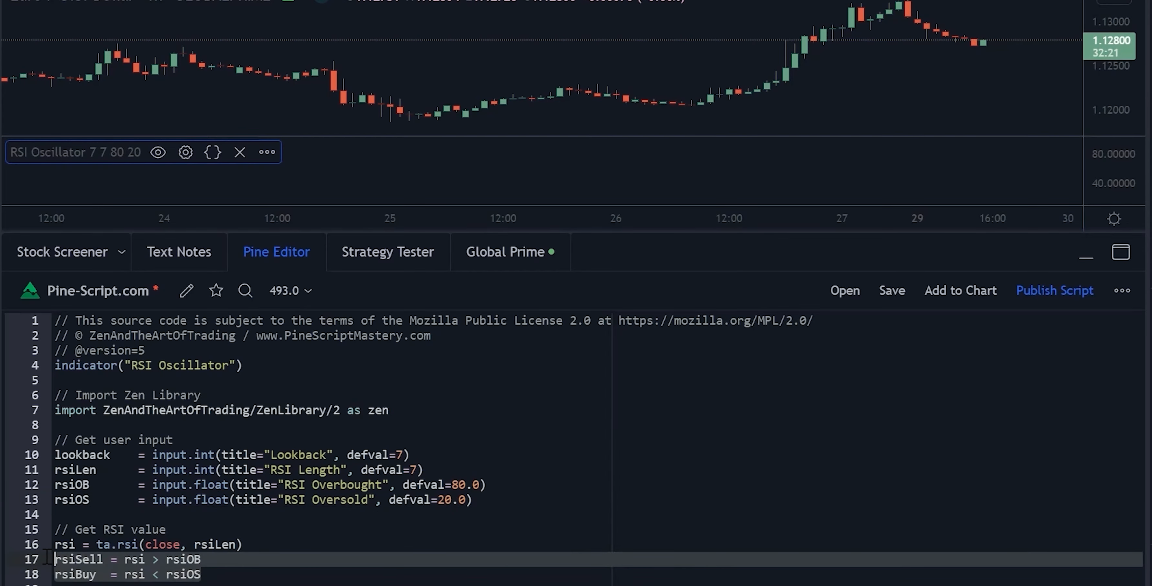 1.13000
1.12800
32:21
1.12500
1.12000
RSI Oscillator 7 7 80 20
80.00000
40.00000
12:00 24 12:00 25 12:00 26 12:00 27 29 16:00 30
Stock Screener Text Notes Pine Editor Strategy Tester Global Prime
Pine-Script.com * 493.0 Open Save Add to Chart Publish Script
1 // This source code is subject to the terms of the Mozilla Public License 2.0 at https://mozilla.org/MPL/2.0/
2 // © ZenAndTheArtOfTrading / www.PineScriptMastery.com
3 // @version=5
4 indicator("RSI Oscillator")
5
6 // Import Zen Library
7 import ZenAndTheArtOfTrading/ZenLibrary/2 as zen
8
9 // Get user input
10 lookback = input.int(title="Lookback", defval=7)
11 rsiLen = input.int(title="RSI Length", defval=7)
12 rsiOB = input.float(title="RSI Overbought", defval=80.0)
13 rsiOS = input.float(title="RSI Oversold", defval=20.0)
14
15 // Get RSI value
16 rsi = ta.rsi(close, rsiLen)
17 rsiSell = rsi > rsiOB
18 rsiBuy = rsi < rsiOS